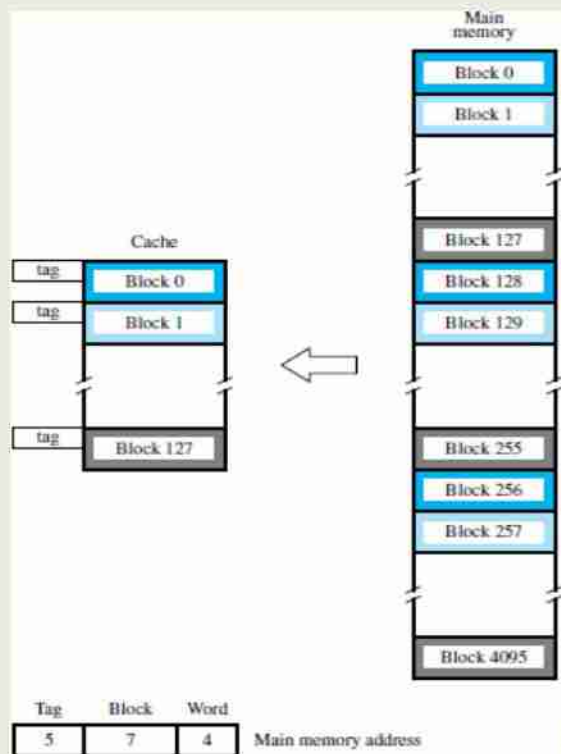 Main
memory
Block 0
Block 1
Block 127
Block 128
Block 129
Block 255
Block 256
Block 257
Block 4095
Cache
tag
Block 0
tag
Block 1
tag
Block 127
Tag Block Word
5 7 4 Main memory address